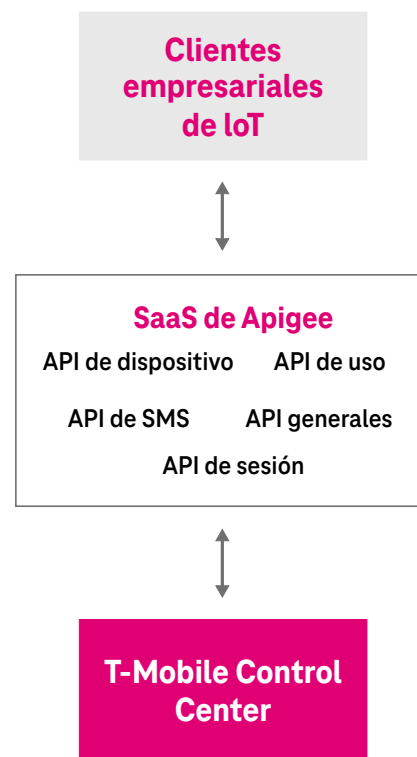 Clientes
empresariales
de IoT
SaaS de Apigee
API de dispositivo API de uso
API de SMS API generales
API de sesión
T-Mobile Control
Center